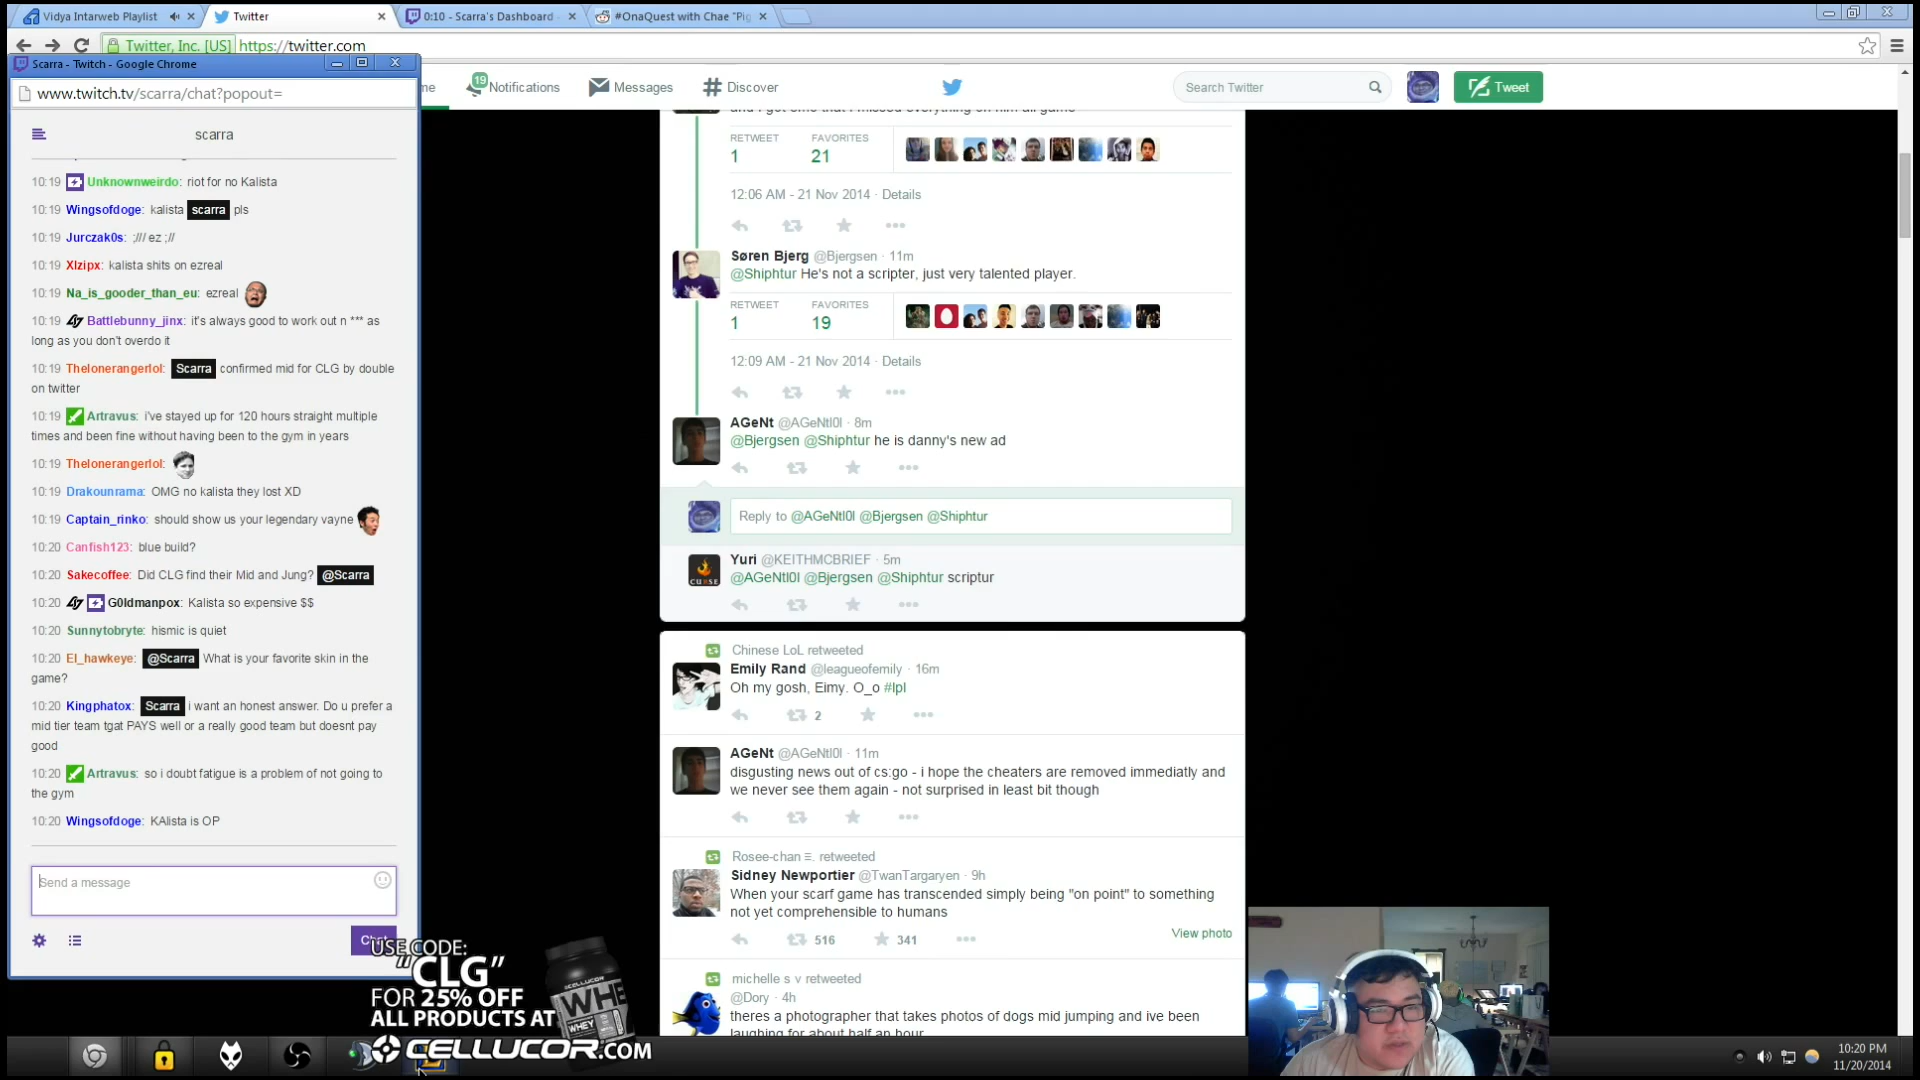 Vidya Intarweb Playlist
Twitter
0:10 - Scarra's Dashboard
#OnaQuest with Chae "Pig
Twitter, Inc. [US] https://twitter.com
Scarra - Twitch - Google Chrome
www.twitch.tv/scarra/chat?popout=
scarra
10:19 Unknownweirdo: riot for no Kalista
10:19 Wingsofdoge: kalista scarra pls
10:19 Jurczak0s: ;/// ez ;//
10:19 Xlzipx: kalista shits on ezreal
10:19 Na_is_gooder_than_eu: ezreal
10:19 Battlebunny_jinx: it's always good to work out n *** as
long as you don't overdo it
10:19 Thelonerangerlol: Scarra confirmed mid for CLG by double
on twitter
10:19 Artravus: i've stayed up for 120 hours straight multiple
times and been fine without having been to the gym in years
10:19 Thelonerangerlol:
10:19 Drakounrama: OMG no kalista they lost XD
10:19 Captain_rinko: should show us your legendary vayne
10:20 Canfish123: blue build?
10:20 Sakecoffee: Did CLG find their Mid and Jung? @Scarra
10:20 G0ldmanpox: Kalista so expensive $$
10:20 Sunnytobryte: hismic is quiet
10:20 El_hawkeye: @Scarra What is your favorite skin in the
game?
10:20 Kingphatox: Scarra i want an honest answer. Do u prefer a
mid tier team tgat PAYS well or a really good team but doesnt pay
good
10:20 Artravus: so i doubt fatigue is a problem of not going to
the gym
10:20 Wingsofdoge: KAlista is OP
Send a message
USE CODE:
"CLG"
FOR 25% OFF
ALL PRODUCTS AT
CELLUCOR.COM
CELLUCOR
WHEY
me
19
Notifications
Messages
Discover
Search Twitter
Tweet
RETWEET FAVORITES
1 21
12:06 AM - 21 Nov 2014 · Details
Søren Bjerg @Bjergsen · 11m
@Shiphtur He's not a scripter, just very talented player.
RETWEET FAVORITES
1 19
12:09 AM - 21 Nov 2014 · Details
AGeNt @AGeNtl0l · 8m
@Bjergsen @Shiphtur he is danny's new ad
Reply to @AGeNtl0l @Bjergsen @Shiphtur
Yuri @KEITHMCBRIEF · 5m
CURSE
@AGeNtl0l @Bjergsen @Shiphtur scriptur
Chinese LoL retweeted
Emily Rand @leagueofemily · 16m
Oh my gosh, Eimy. O_o #lpl
2
AGeNt @AGeNtl0l · 11m
disgusting news out of cs:go - i hope the cheaters are removed immediatly and
we never see them again - not surprised in least bit though
Rosee-chan Ξ. retweeted
Sidney Newportier @TwanTargaryen · 9h
When your scarf game has transcended simply being "on point" to something
not yet comprehensible to humans
516 341
View photo
michelle s v retweeted
@Dory · 4h
theres a photographer that takes photos of dogs mid jumping and ive been
laughing for about half an hour
10:20 PM
11/20/2014